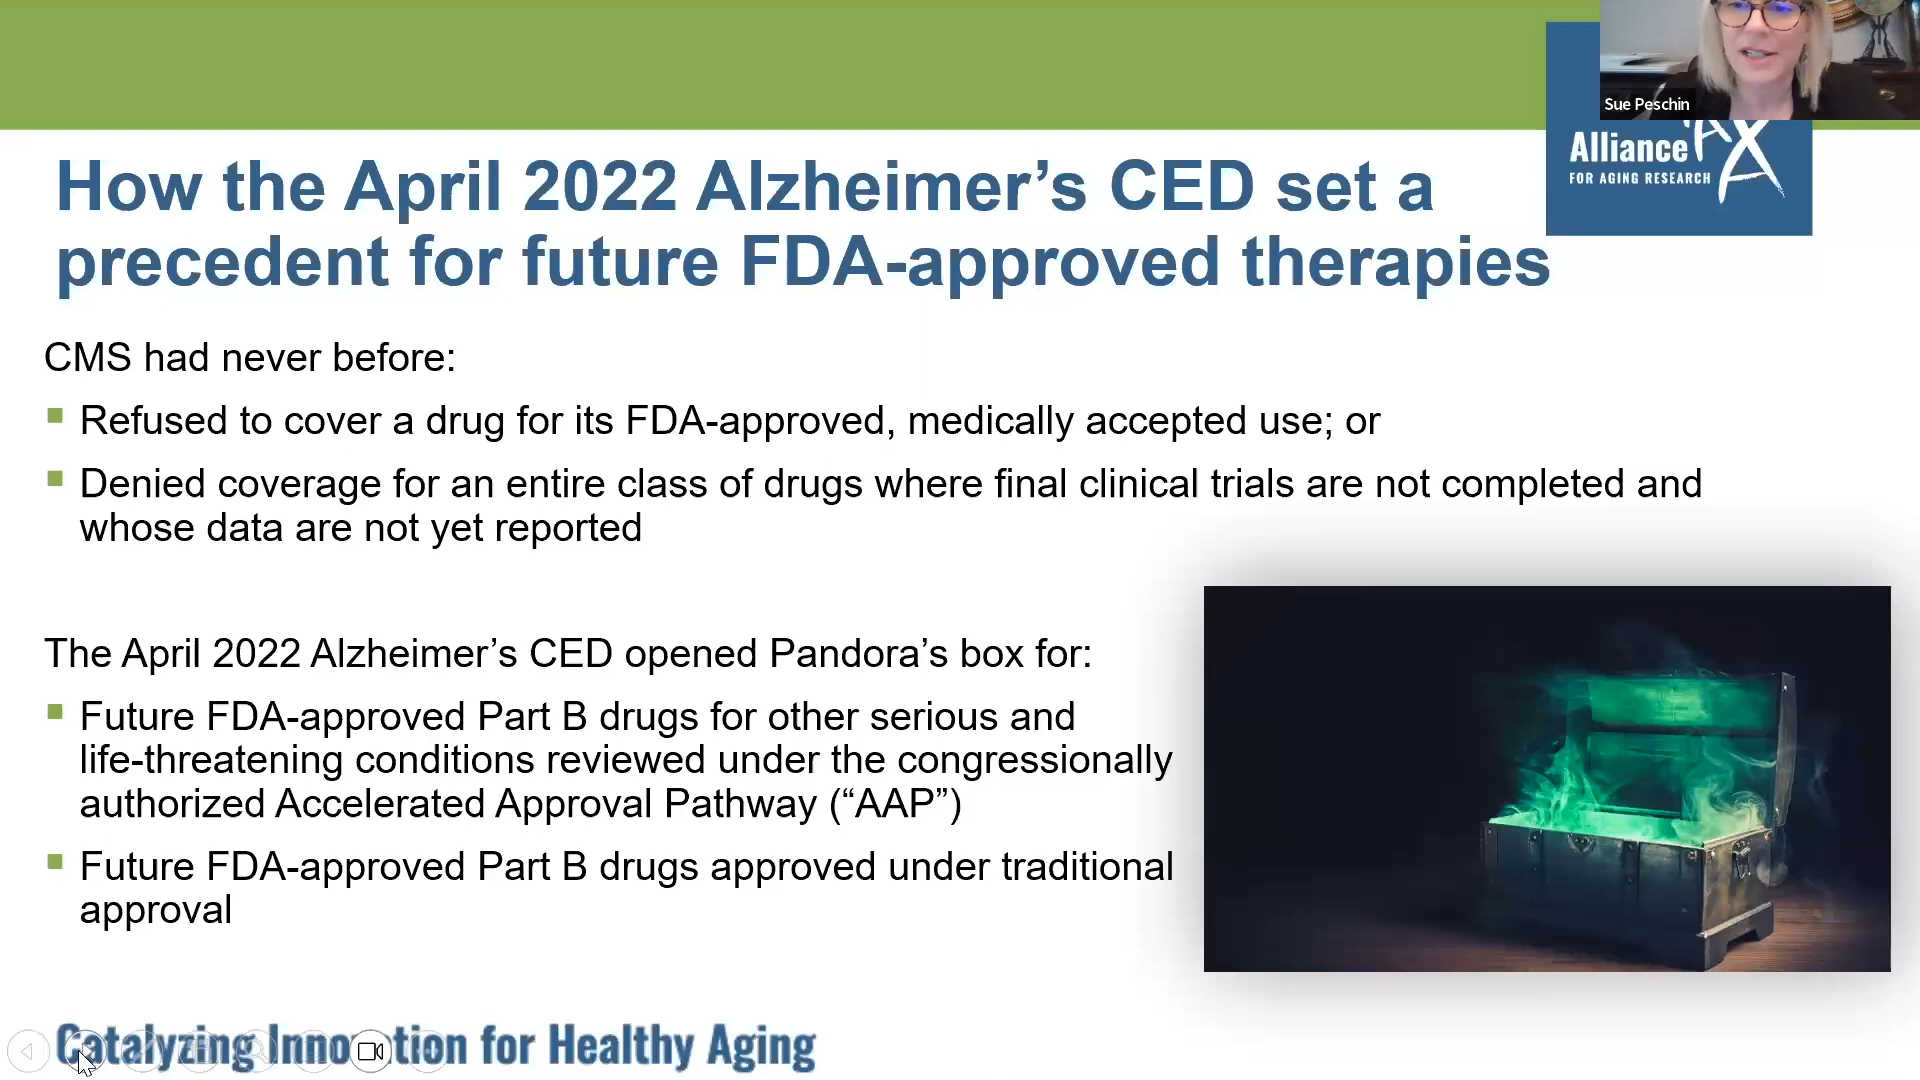 Sue Peschin
Alliance
FOR AGING RESEARCH
How the April 2022 Alzheimer’s CED set a
precedent for future FDA-approved therapies
CMS had never before:
Refused to cover a drug for its FDA-approved, medically accepted use; or
Denied coverage for an entire class of drugs where final clinical trials are not completed and
whose data are not yet reported
The April 2022 Alzheimer’s CED opened Pandora’s box for:
Future FDA-approved Part B drugs for other serious and
life-threatening conditions reviewed under the congressionally
authorized Accelerated Approval Pathway (“AAP”)
Future FDA-approved Part B drugs approved under traditional
approval
Catalyzing Innovation for Healthy Aging